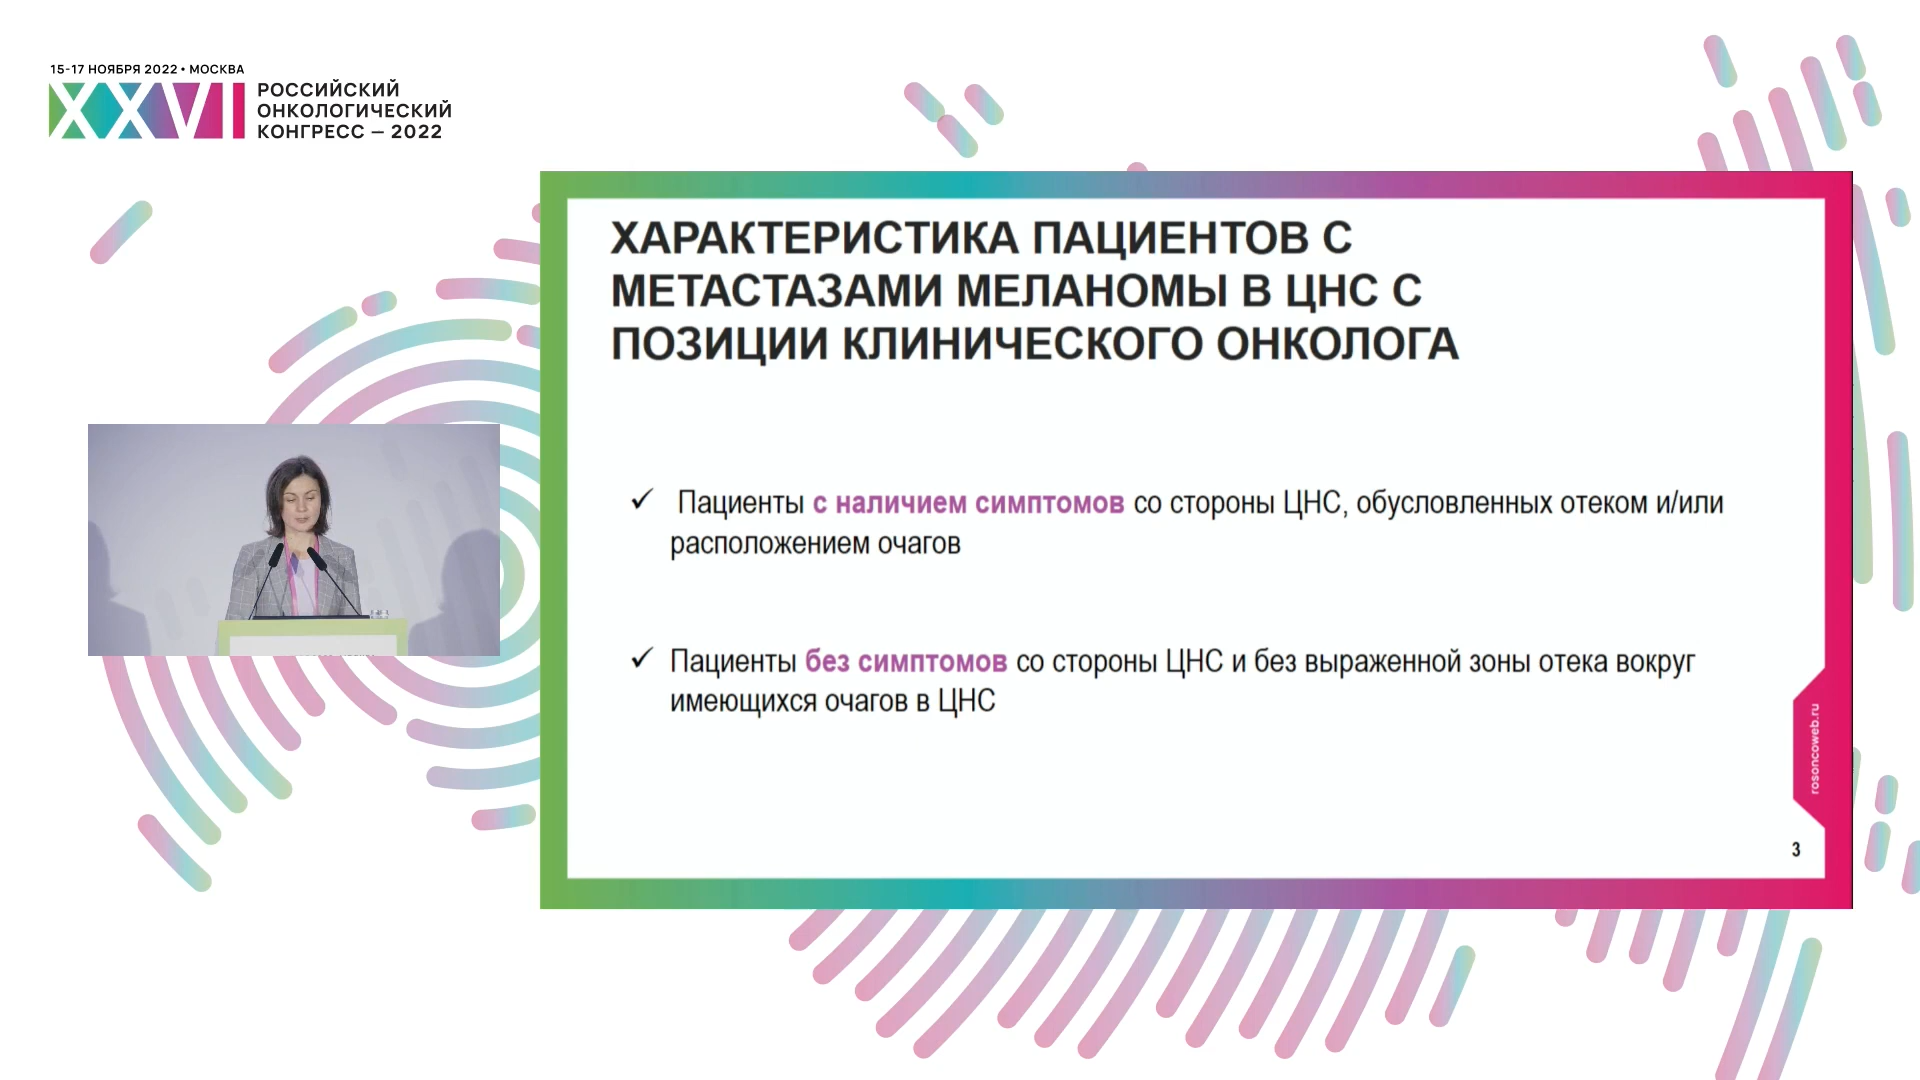 15-17 НОЯБРЯ 2022 • МОСКВА
XXVI
РОССИЙСКИЙ
ОНКОЛОГИЧЕСКИЙ
КОНГРЕСС – 2022
ХАРАКТЕРИСТИКА ПАЦИЕНТОВ С
МЕТАСТАЗАМИ МЕЛАНОМЫ В ЦНС С
ПОЗИЦИИ КЛИНИЧЕСКОГО ОНКОЛОГА
✓ Пациенты с наличием симптомов со стороны ЦНС, обусловленных отеком и/или
расположением очагов
✓ Пациенты без симптомов со стороны ЦНС и без выраженной зоны отека вокруг
имеющихся очагов в ЦНС
rosoncoweb.ru
3